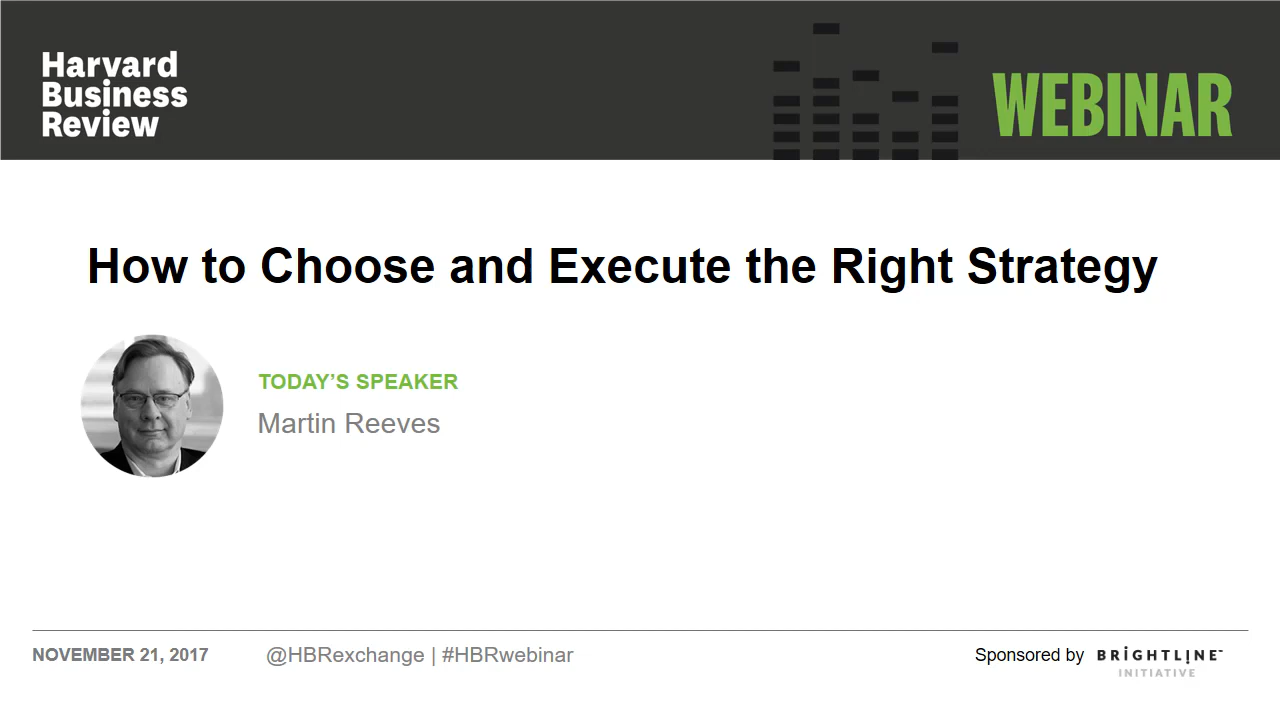 Harvard
Business
Review
WEBINAR
How to Choose and Execute the Right Strategy
TODAY’S SPEAKER
Martin Reeves
NOVEMBER 21, 2017
@HBRexchange | #HBRwebinar
Sponsored by BRIGHTLINE™
INITIATIVE